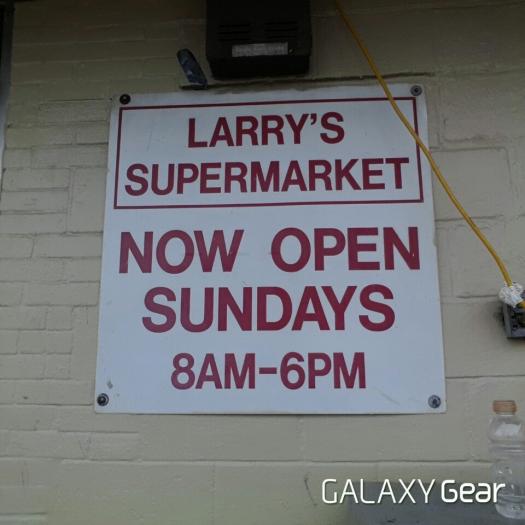 LARRY'S
SUPERMARKET
NOW OPEN
SUNDAYS
8AM-6PM
GALAXY Gear